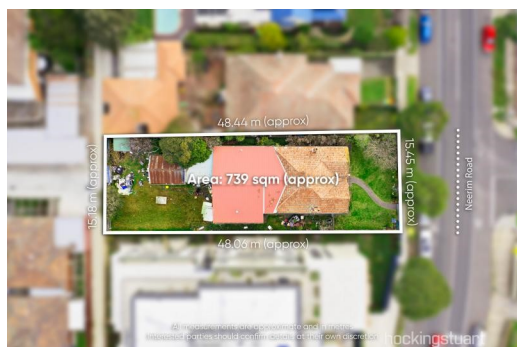 48.44 m (approx)
15.18 m (approx)
Area: 739 sqm (approx)
15.45 m (approx)
Neerim Road
48.06 m (approx)
All measurements are approximate and
interested parties should confirm details at their own discretion
hockingstuart